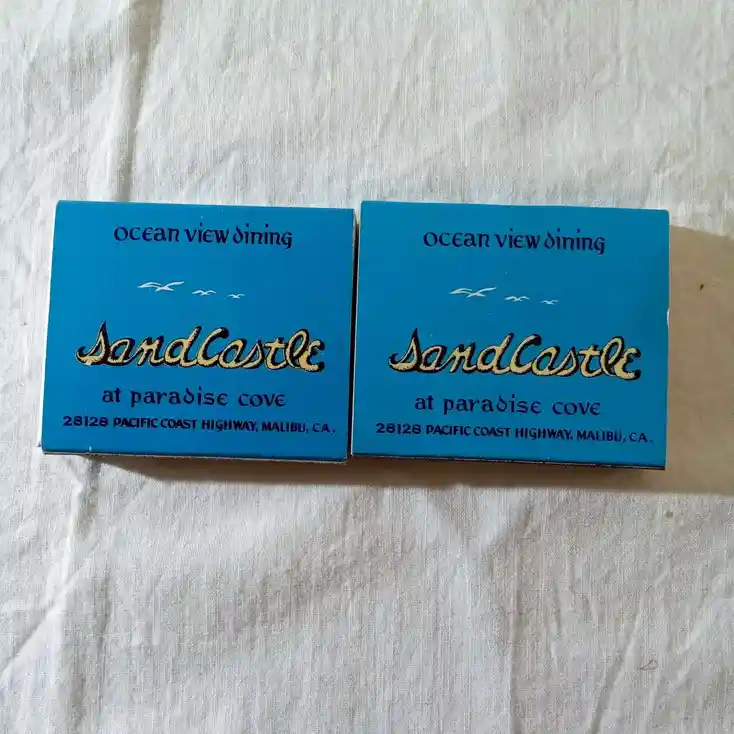 ocean view dining
SandCastle
at paradise cove
28128 PACIFIC COAST HIGHWAY, MALIBU, CA.
ocean view dining
SandCastle
at paradise cove
28128 PACIFIC COAST HIGHWAY, MALIBU, CA.